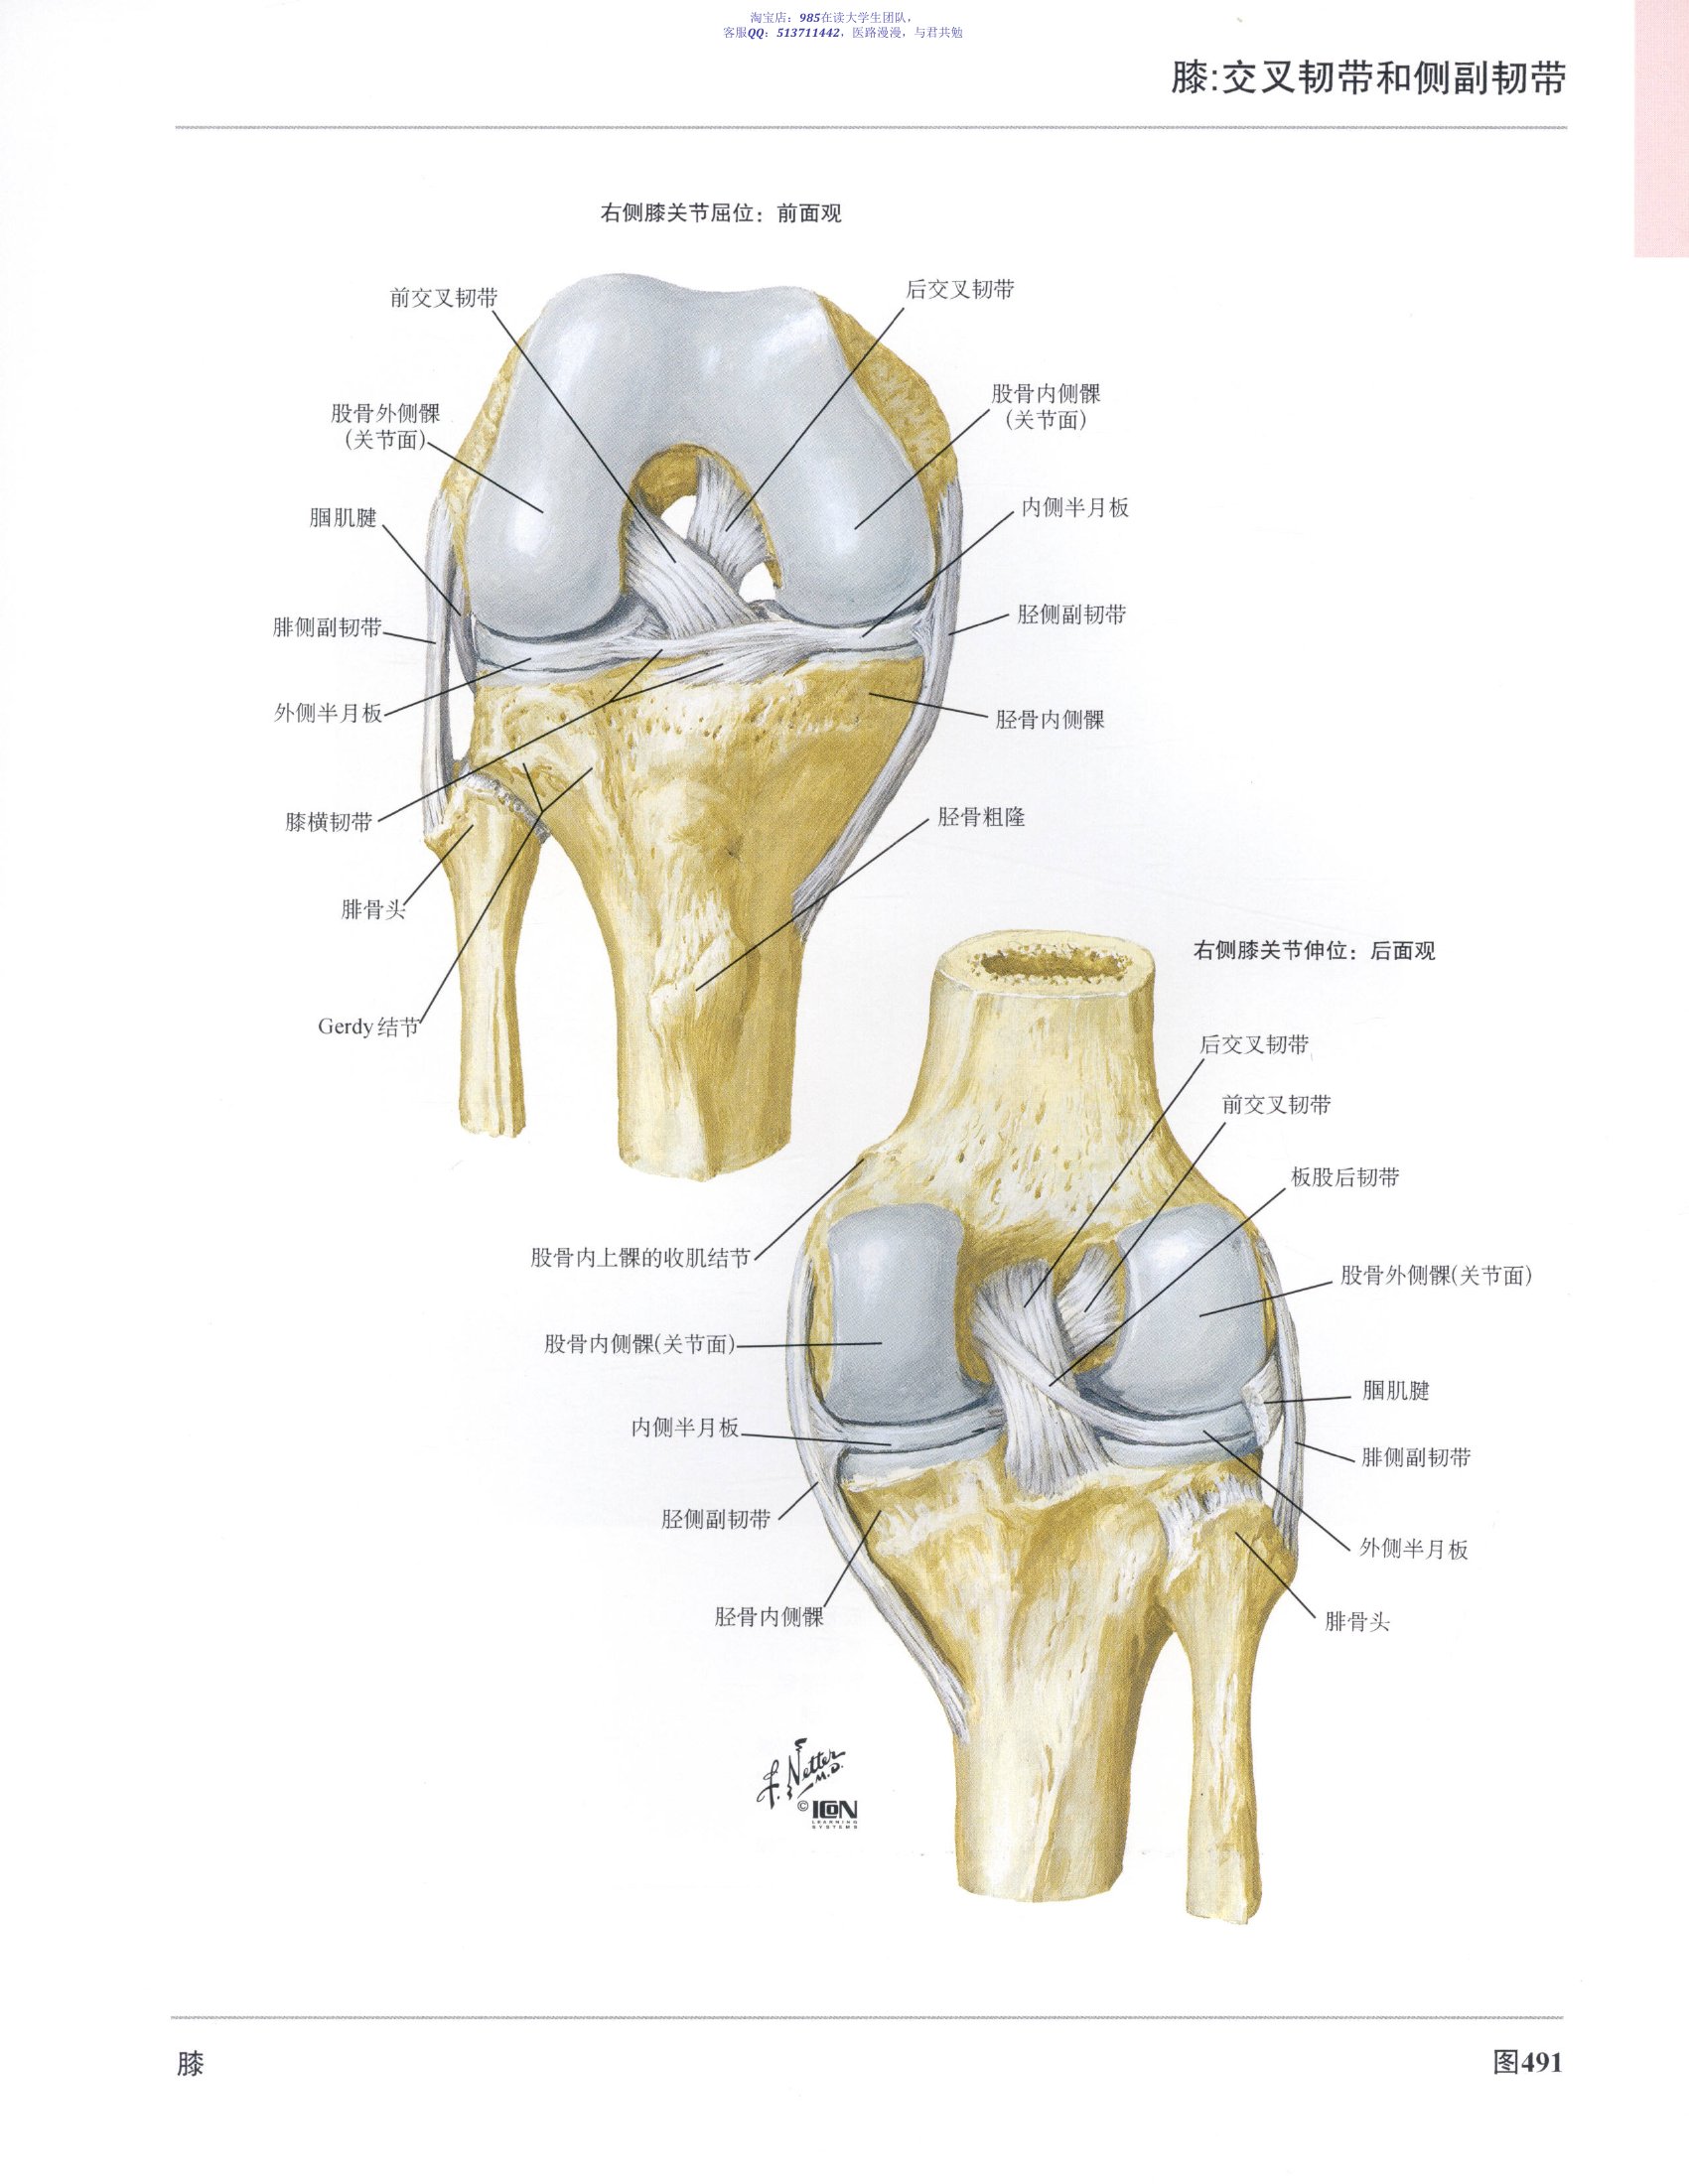 淘宝店：985在读大学生团队，
客服QQ：513711442，医路漫漫，与君共勉
膝:交叉韧带和侧副韧带
右侧膝关节屈位：前面观
前交叉韧带
后交叉韧带
股骨外侧髁
(关节面)
股骨内侧髁
(关节面)
腘肌腱
内侧半月板
腓侧副韧带
胫侧副韧带
外侧半月板
胫骨内侧髁
膝横韧带
胫骨粗隆
腓骨头
Gerdy结节
右侧膝关节伸位：后面观
后交叉韧带
前交叉韧带
板股后韧带
股骨内上髁的收肌结节
股骨外侧髁(关节面)
股骨内侧髁(关节面)
腘肌腱
内侧半月板
腓侧副韧带
胫侧副韧带
外侧半月板
胫骨内侧髁
腓骨头
F. Netter
M.D.
© ICON
LEARNING
SYSTEMS
膝
图491